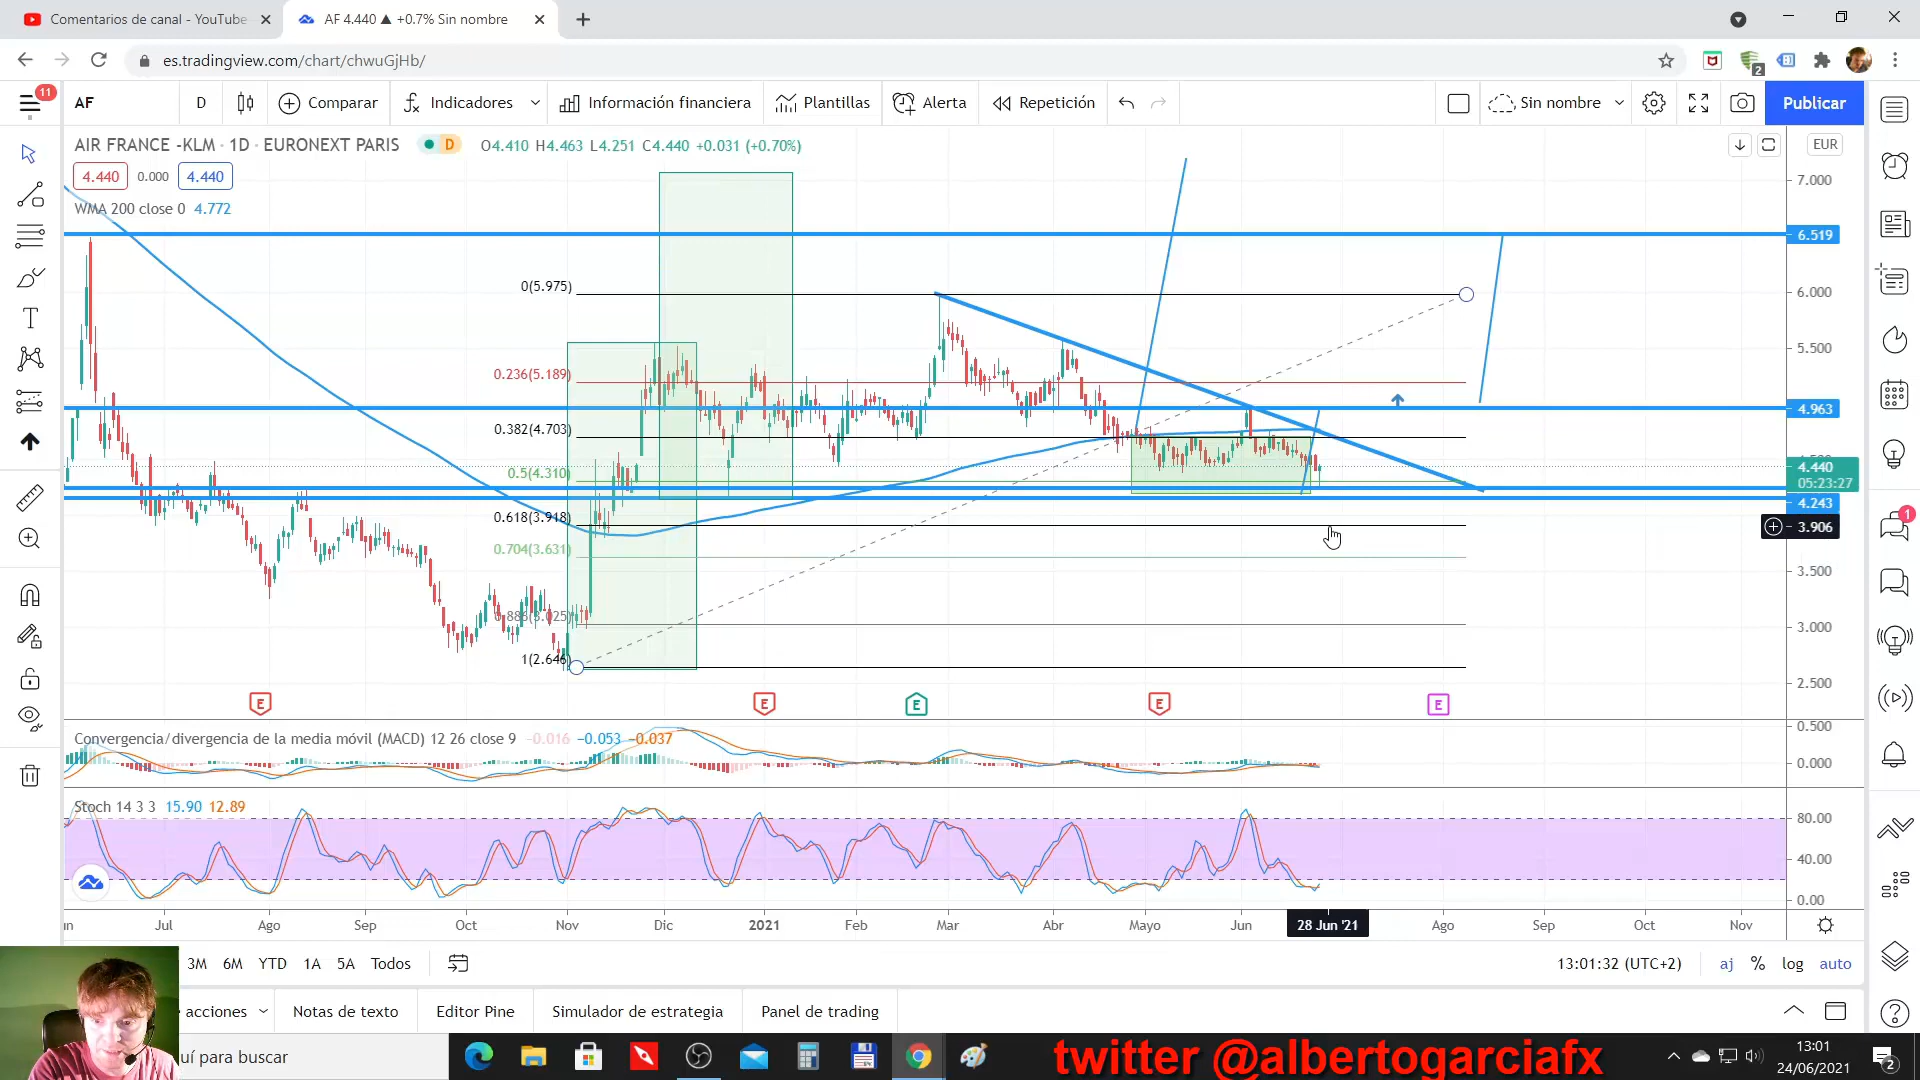 Comentarios de canal - YouTube
AF 4.440 ▲ +0.7% Sin nombre
es.tradingview.com/chart/chwuGjHb/
2
11
AF
D
Comparar
Indicadores
Información financiera
Plantillas
Alerta
Repetición
Sin nombre
Publicar
AIR FRANCE -KLM · 1D · EURONEXT PARIS
D
O4.410 H4.463 L4.251 C4.440 +0.031 (+0.70%)
EUR
4.440 0.000 4.440
WMA 200 close 0 4.772
7.000
6.519
0(5.975)
6.000
0.236(5.189)
5.500
4.963
0.382(4.703)
0.5(4.310)
4.440
05:23:27
4.243
0.618(3.918)
3.906
1
0.704(3.631)
3.500
0.886(3.025)
3.000
1(2.646)
2.500
E
E
E
E
E
Convergencia/divergencia de la media móvil (MACD) 12 26 close 9 -0.016 -0.053 -0.037
0.500
0.000
Stoch 14 3 3 15.90 12.89
80.00
40.00
0.00
Jul
Ago
Sep
Oct
Nov
Dic
2021
Feb
Mar
Abr
Mayo
Jun
28 Jun '21
Ago
Sep
Oct
Nov
3M 6M YTD 1A 5A Todos
13:01:32 (UTC+2)
aj % log auto
acciones
Notas de texto
Editor Pine
Simulador de estrategia
Panel de trading
uí para buscar
twitter @albertogarciafx
13:01
24/06/2021
2